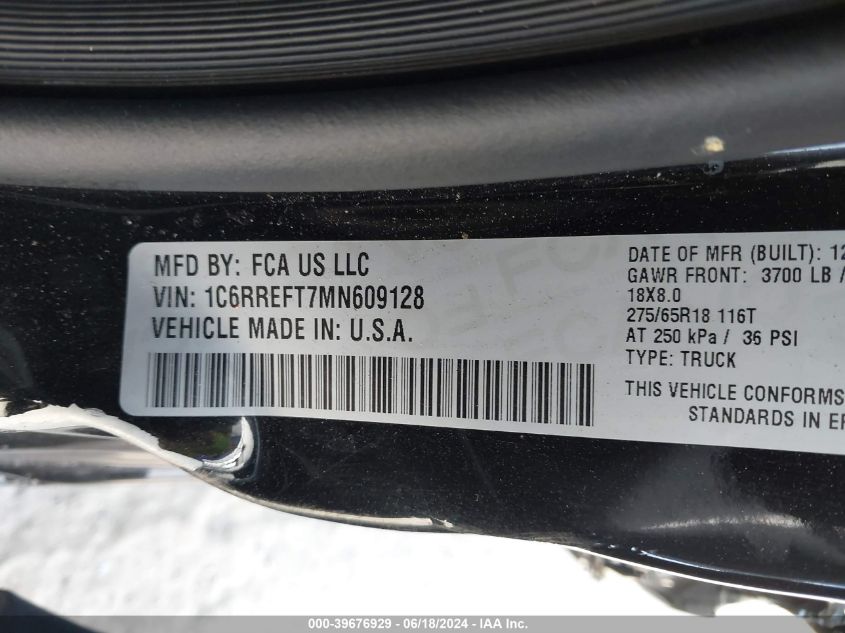 MFD BY: FCA US LLC
VIN: 1C6RREFT7MN609128
VEHICLE MADE IN: U.S.A.
DATE OF MFR (BUILT): 12
GAWR FRONT: 3700 LB /
18X8.0
275/65R18 116T
AT 250 kPa / 36 PSI
TYPE: TRUCK
THIS VEHICLE CONFORMS
STANDARDS IN EF
000-39676929 - 06/18/2024 - IAA Inc.